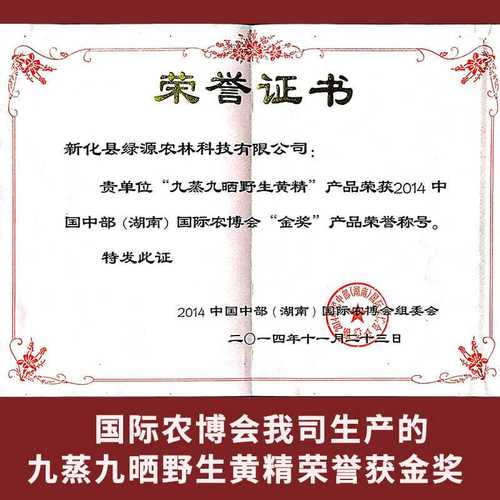 荣誉证书
新化县绿源农林科技有限公司：
贵单位“九蒸九晒野生黄精”产品荣获2014中
国中部（湖南）国际农博会“金奖”产品荣誉称号。
特发此证
2014中国中部（湖南）国际农博会组委会
二〇一四年十一月二十三日
国际农博会我司生产的
九蒸九晒野生黄精荣誉获金奖